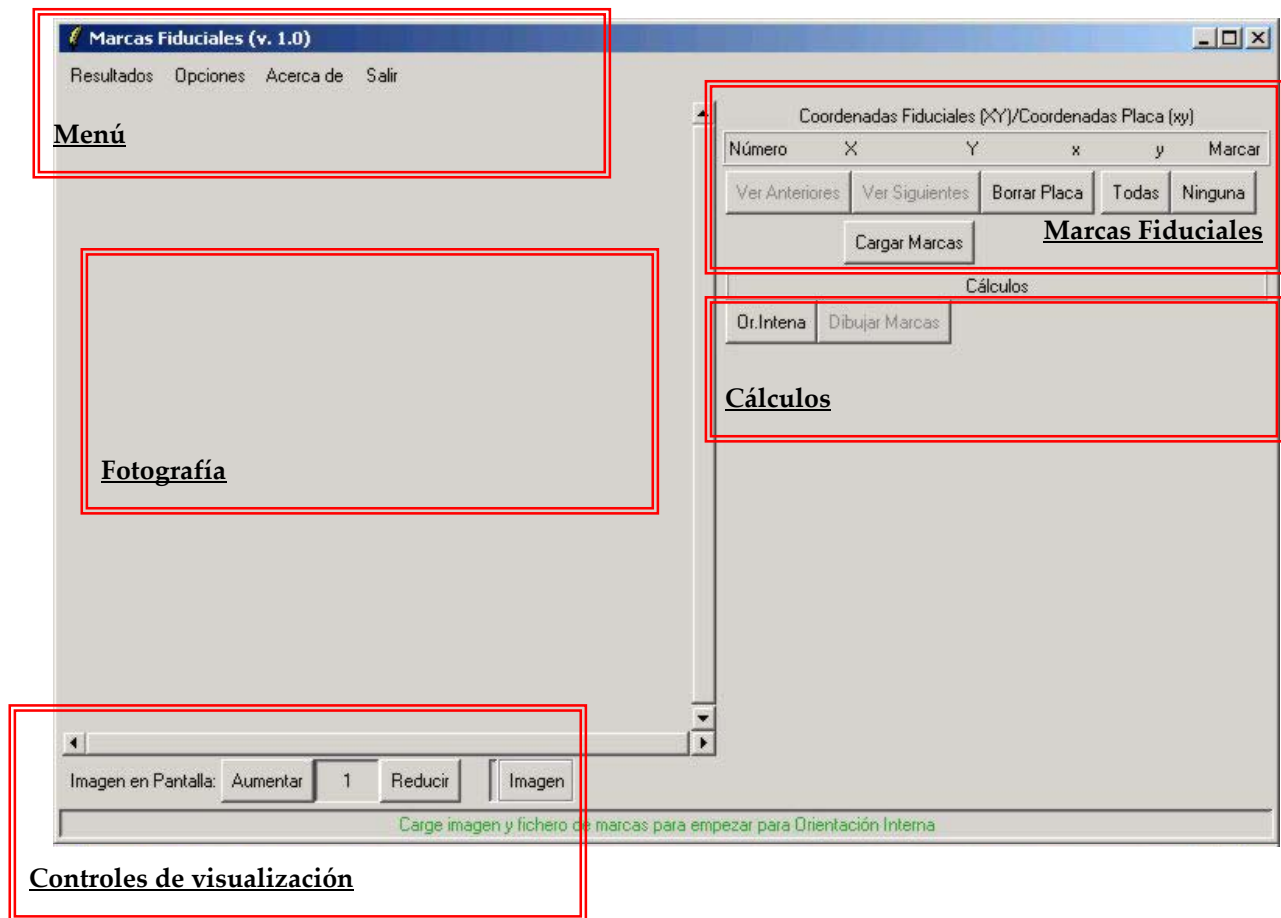 Marcas Fiduciales (v. 1.0)
Resultados Opciones Acerca de Salir
Menú
Coordenadas Fiduciales (XY)/Coordenadas Placa (xy)
Número X Y x y Marcar
Ver Anteriores Ver Siguientes Borrar Placa Todas Ninguna
Cargar Marcas
Marcas Fiduciales
Cálculos
Or.Intena Dibujar Marcas
Cálculos
Fotografía
Imagen en Pantalla: Aumentar 1 Reducir Imagen
Carge imagen y fichero de marcas para empezar para Orientación Interna
Controles de visualización